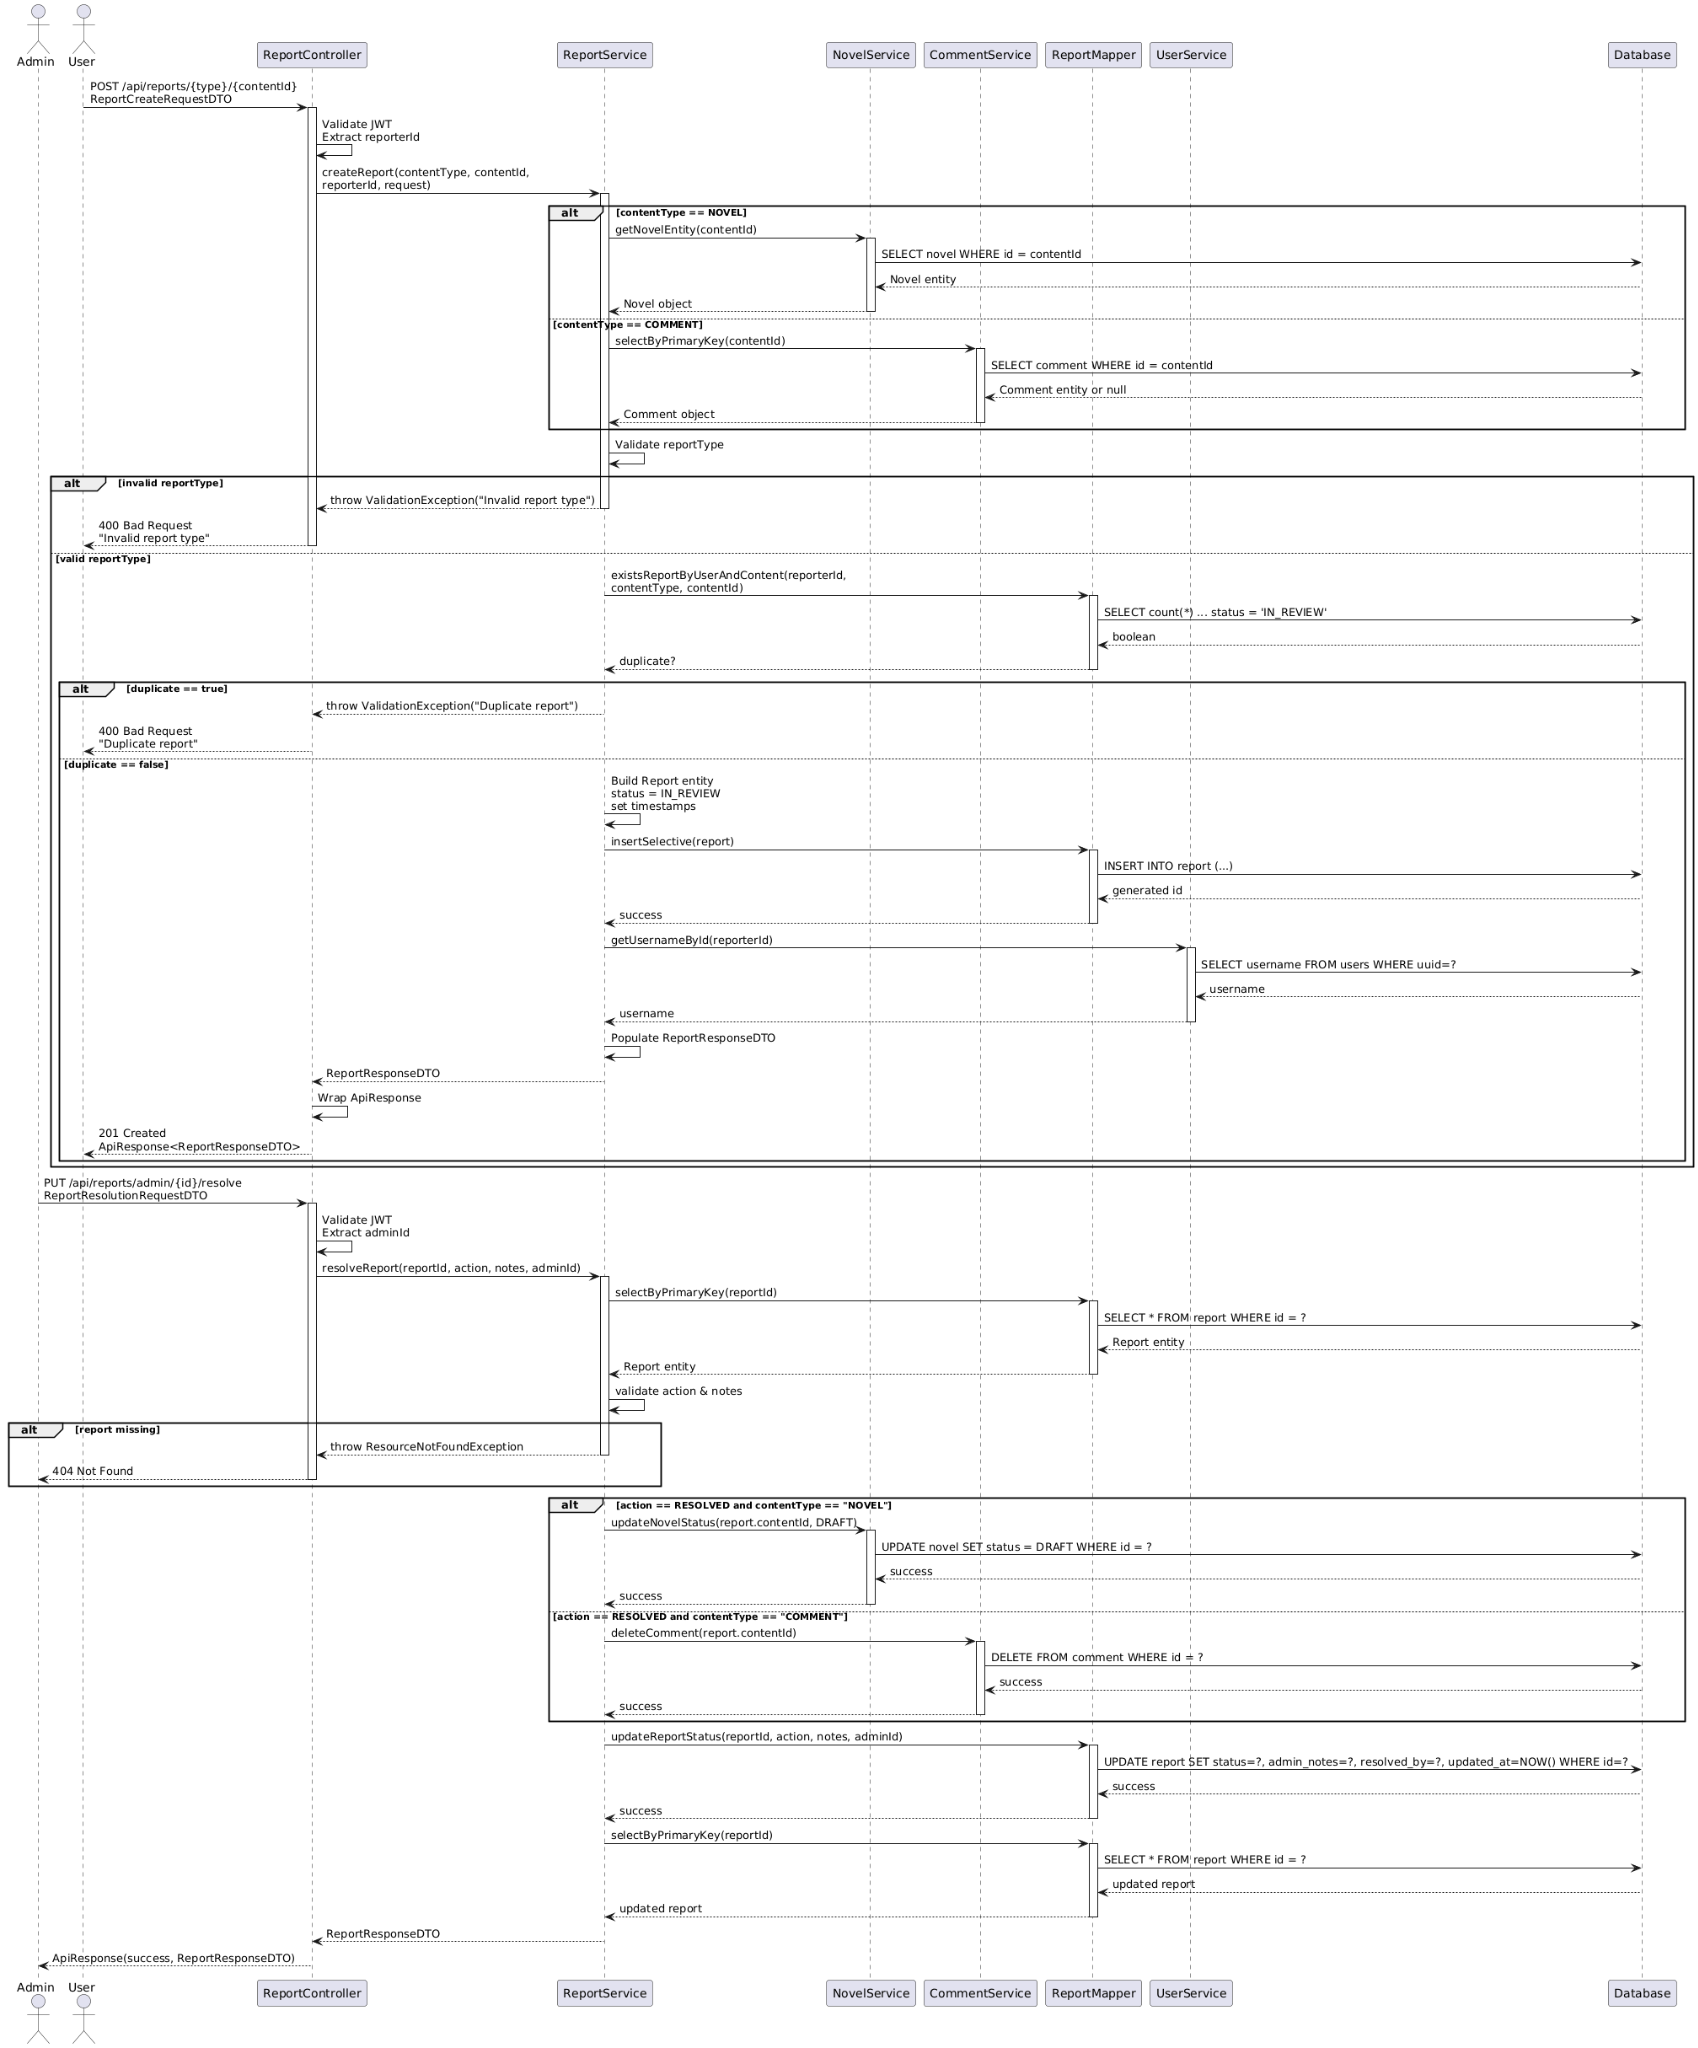 Admin
User
ReportController
ReportService
NovelService
CommentService
ReportMapper
UserService
Database
POST /api/reports/{type}/{contentId}
ReportCreateRequestDTO
Validate JWT
Extract reporterId
createReport(contentType, contentId,
reporterId, request)
alt
[contentType == NOVEL]
getNovelEntity(contentId)
SELECT novel WHERE id = contentId
Novel entity
Novel object
[contentType == COMMENT]
selectByPrimaryKey(contentId)
SELECT comment WHERE id = contentId
Comment entity or null
Comment object
Validate reportType
alt
[invalid reportType]
throw ValidationException("Invalid report type")
400 Bad Request
"Invalid report type"
[valid reportType]
existsReportByUserAndContent(reporterId,
contentType, contentId)
SELECT count(*) ... status = 'IN_REVIEW'
boolean
duplicate?
alt
[duplicate == true]
throw ValidationException("Duplicate report")
400 Bad Request
"Duplicate report"
[duplicate == false]
Build Report entity
status = IN_REVIEW
set timestamps
insertSelective(report)
INSERT INTO report (...)
generated id
success
getUsernameById(reporterId)
SELECT username FROM users WHERE uuid=?
username
username
Populate ReportResponseDTO
ReportResponseDTO
Wrap ApiResponse
201 Created
ApiResponse<ReportResponseDTO>
PUT /api/reports/admin/{id}/resolve
ReportResolutionRequestDTO
Validate JWT
Extract adminId
resolveReport(reportId, action, notes, adminId)
selectByPrimaryKey(reportId)
SELECT * FROM report WHERE id = ?
Report entity
Report entity
validate action & notes
alt
[report missing]
throw ResourceNotFoundException
404 Not Found
alt
[action == RESOLVED and contentType == "NOVEL"]
updateNovelStatus(report.contentId, DRAFT)
UPDATE novel SET status = DRAFT WHERE id = ?
success
success
[action == RESOLVED and contentType == "COMMENT"]
deleteComment(report.contentId)
DELETE FROM comment WHERE id = ?
success
success
updateReportStatus(reportId, action, notes, adminId)
UPDATE report SET status=?, admin_notes=?, resolved_by=?, updated_at=NOW() WHERE id=?
success
success
selectByPrimaryKey(reportId)
SELECT * FROM report WHERE id = ?
updated report
updated report
ReportResponseDTO
ApiResponse(success, ReportResponseDTO)
Admin
User
ReportController
ReportService
NovelService
CommentService
ReportMapper
UserService
Database